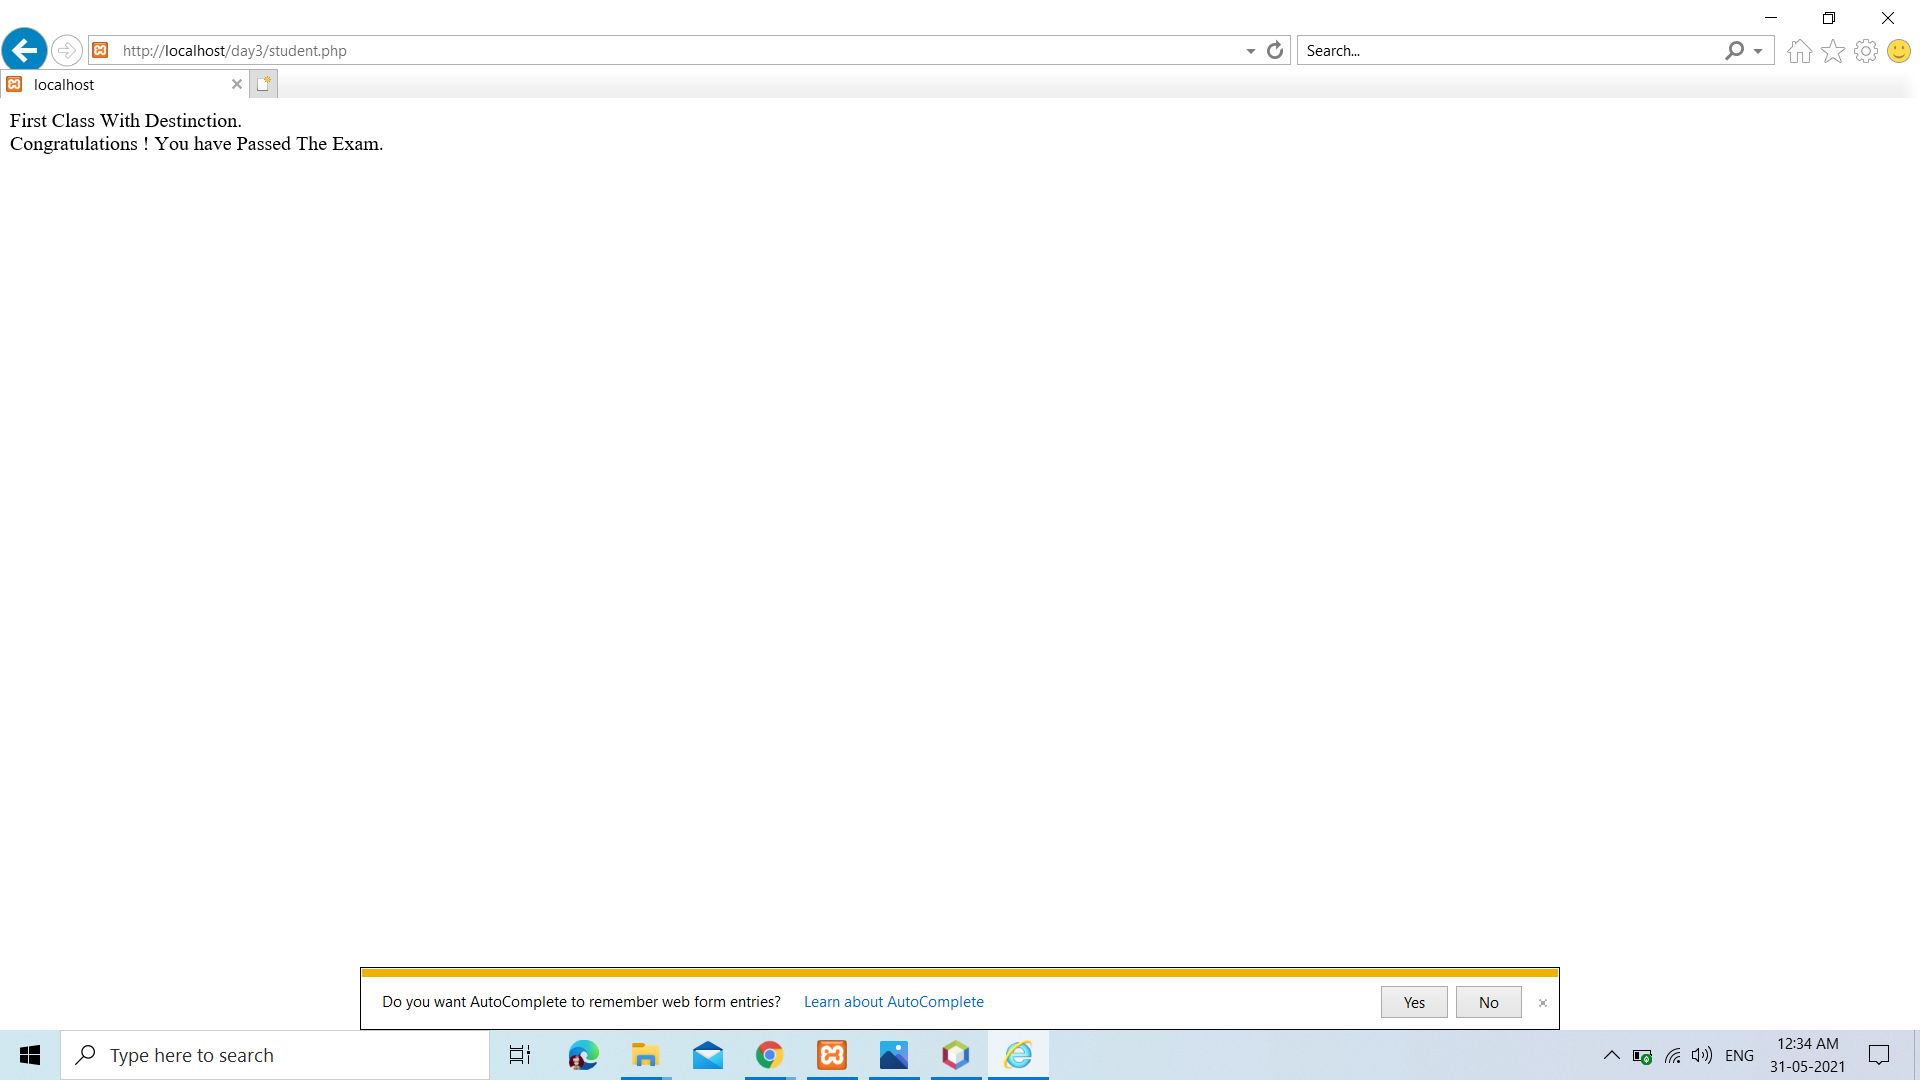 http://localhost/day3/student.php
Search...
localhost
First Class With Destinction.
Congratulations ! You have Passed The Exam.
Do you want AutoComplete to remember web form entries? Learn about AutoComplete Yes No
Type here to search
ENG
12:34 AM
31-05-2021